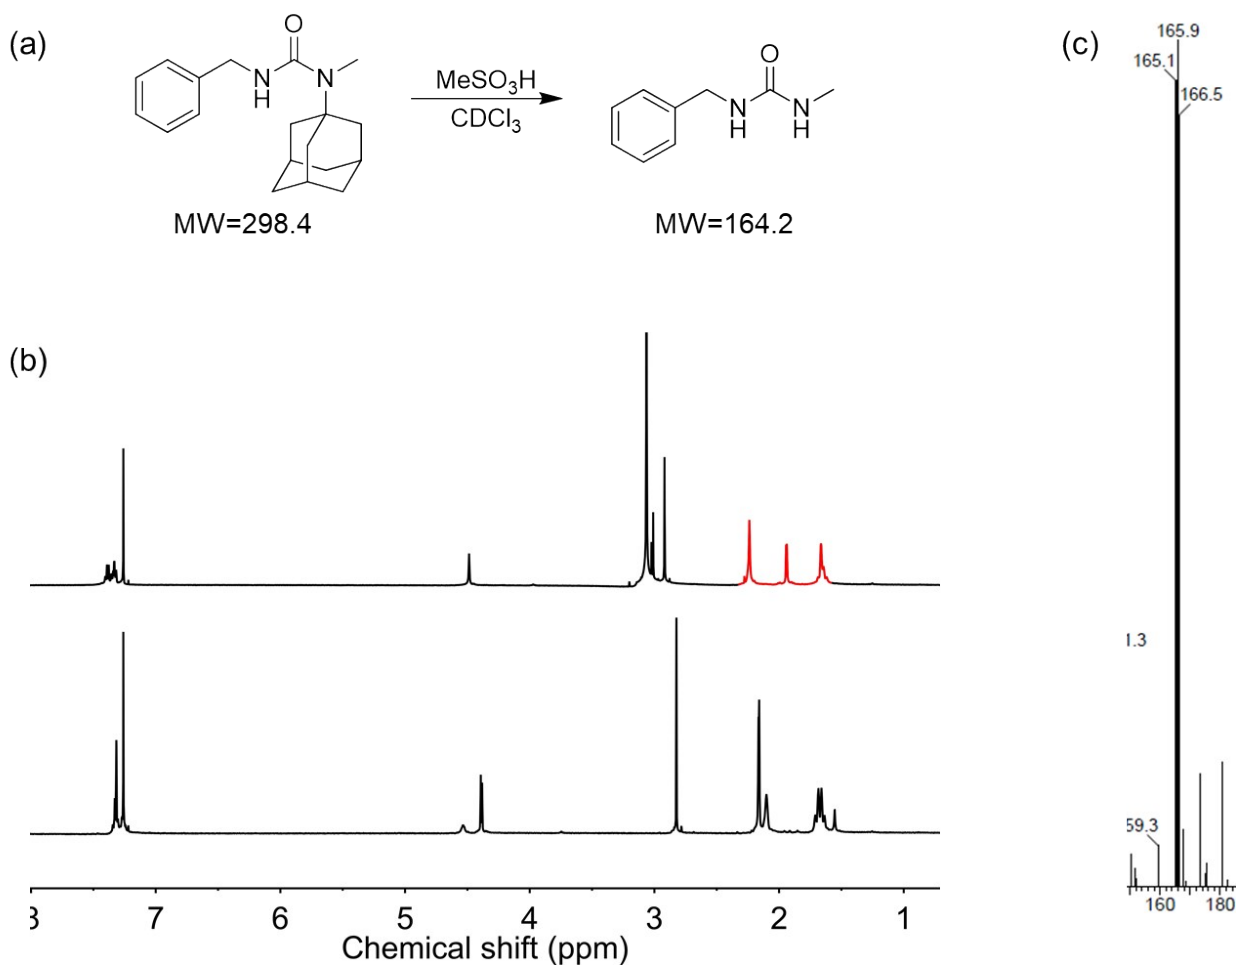 (a)
O
N
H
N
MeSO3H
CDCl3
O
N
H
N
H
MW=298.4
MW=164.2
(b)
7
6
5
4
3
2
1
Chemical shift (ppm)
(c)
165.9
165.1
166.5
59.3
160
180